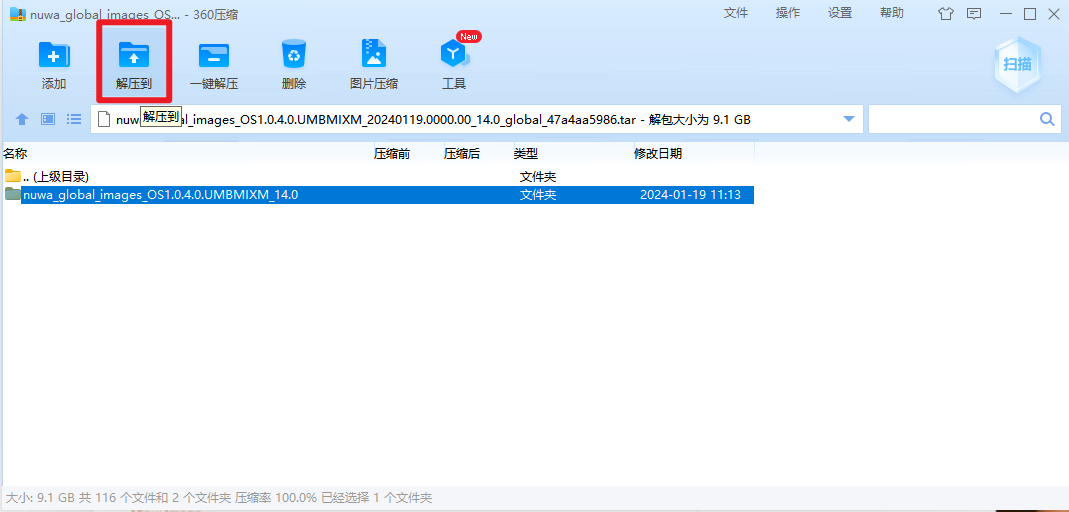 nuwa_global_images_OS... - 360压缩
文件 操作 设置 帮助
New
添加 解压到 一键解压 删除 图片压缩 工具
扫描
解压到
al_images_OS1.0.4.0.UMBMIXM_20240119.0000.00_14.0_global_47a4aa5986.tar - 解包大小为 9.1 GB
名称 压缩前 压缩后 类型 修改日期
.. (上级目录) 文件夹
nuwa_global_images_OS1.0.4.0.UMBMIXM_14.0 文件夹 2024-01-19 11:13
大小: 9.1 GB 共 116 个文件和 2 个文件夹 压缩率 100.0% 已经选择 1 个文件夹